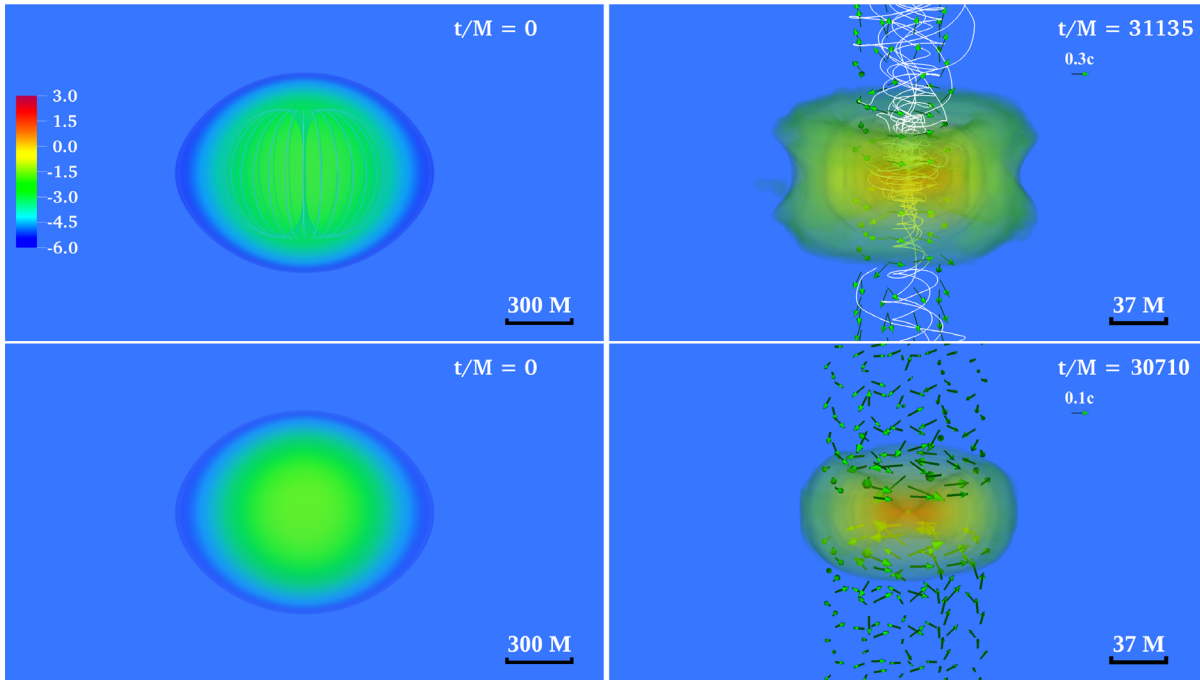 t/M = 0
3.0
1.5
0.0
-1.5
-3.0
-4.5
-6.0
300 M
t/M = 31135
0.3c
37 M
t/M = 0
300 M
t/M = 30710
0.1c
37 M